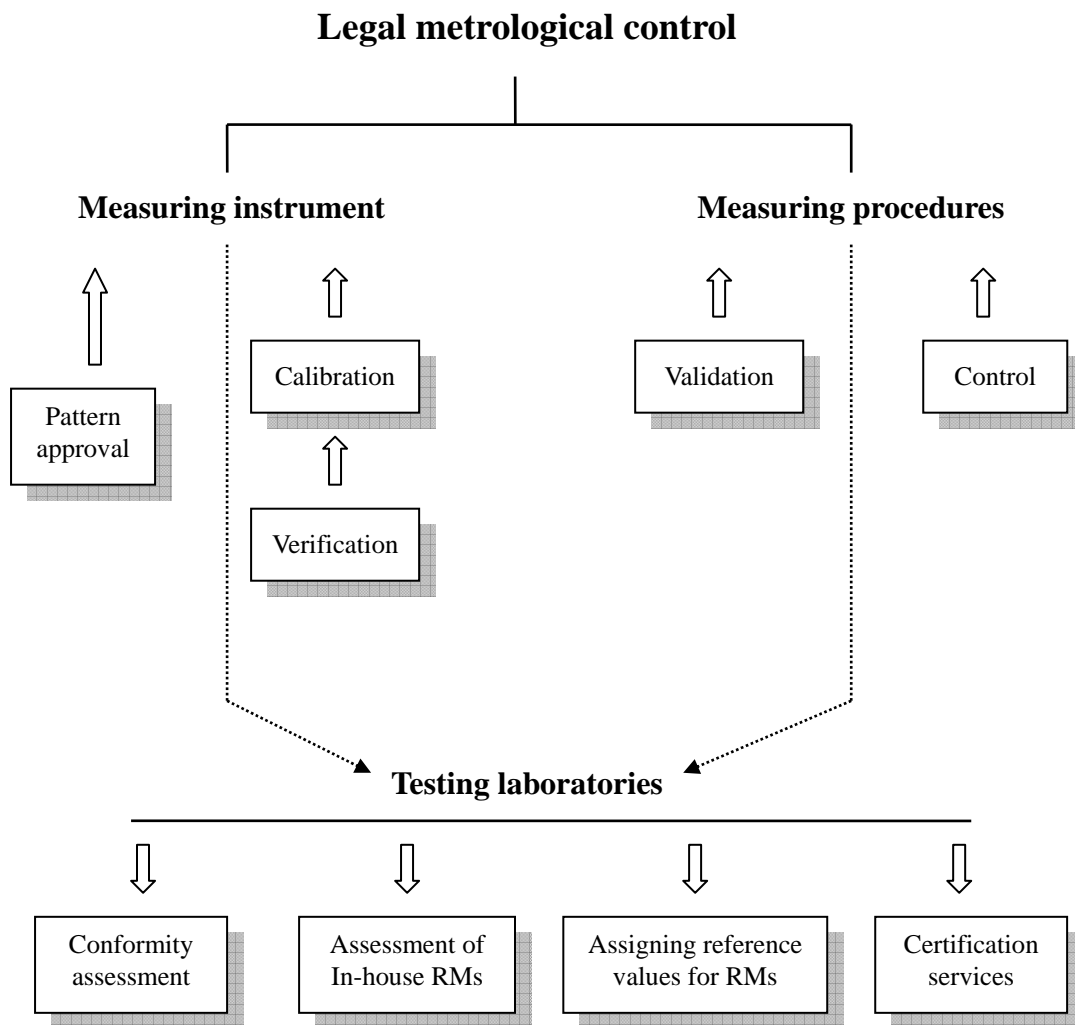 Legal metrological control
Measuring instrument
Measuring procedures
Calibration
Validation
Control
Pattern
approval
Verification
Testing laboratories
Conformity
assessment
Assessment of
In-house RMs
Assigning reference
values for RMs
Certification
services